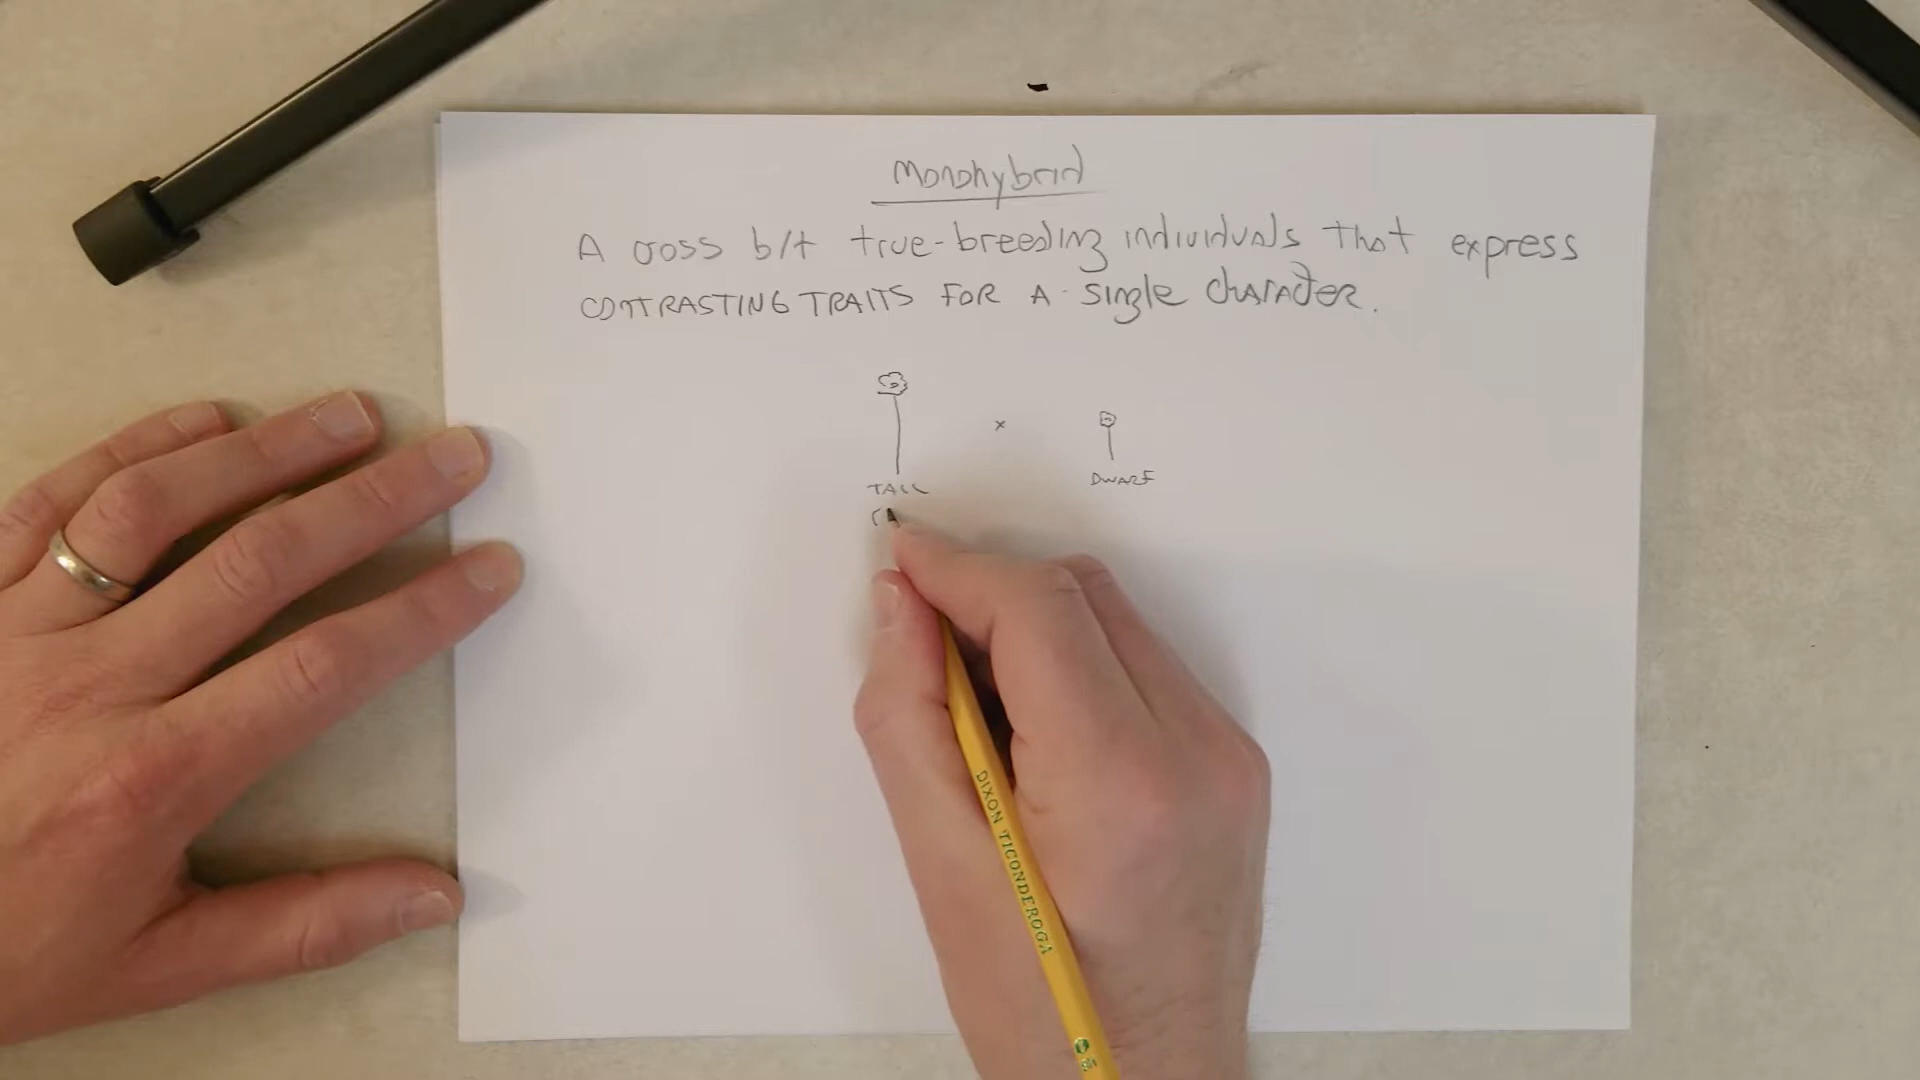 Monohybrid
A cross b/t true-breeding individuals that express
CONTRASTING TRAITS FOR A single character.
x
TALL
DWARF
(
DIXON TICONDEROGA